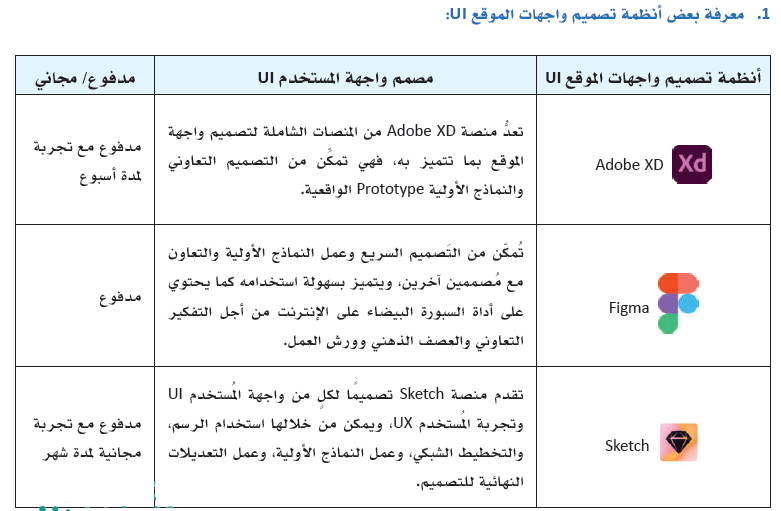 1. معرفة بعض أنظمة تصميم واجهات الموقع UI:
أنظمة تصميم واجهات الموقع UI
مصمم واجهة المستخدم UI
مدفوع/ مجاني
Xd
Adobe XD
تعدُّ منصة Adobe XD من المنصات الشاملة لتصميم واجهة
الموقع بما تتميز به، فهي تمكِّن من التصميم التعاوني
والنماذج الأولية Prototype الواقعية.
مدفوع مع تجربة
لمدة أسبوع
Figma
تُمكّن من التَصميم السريع وعمل النماذج الأولية والتعاون
مع مُصممين آخرين، ويتميز بسهولة استخدامه كما يحتوي
على أداة السبورة البيضاء على الإنترنت من أجل التفكير
التعاوني والعصف الذهني وورش العمل.
مدفوع
Sketch
تقدم منصة Sketch تصميمًا لكلٍ من واجهة المُستخدم UI
وتجربة المُستخدم UX، ويمكن من خلالها استخدام الرسم،
والتخطيط الشبكي، وعمل النماذج الأولية، وعمل التعديلات
النهائية للتصميم.
مدفوع مع تجربة
مجانية لمدة شهر